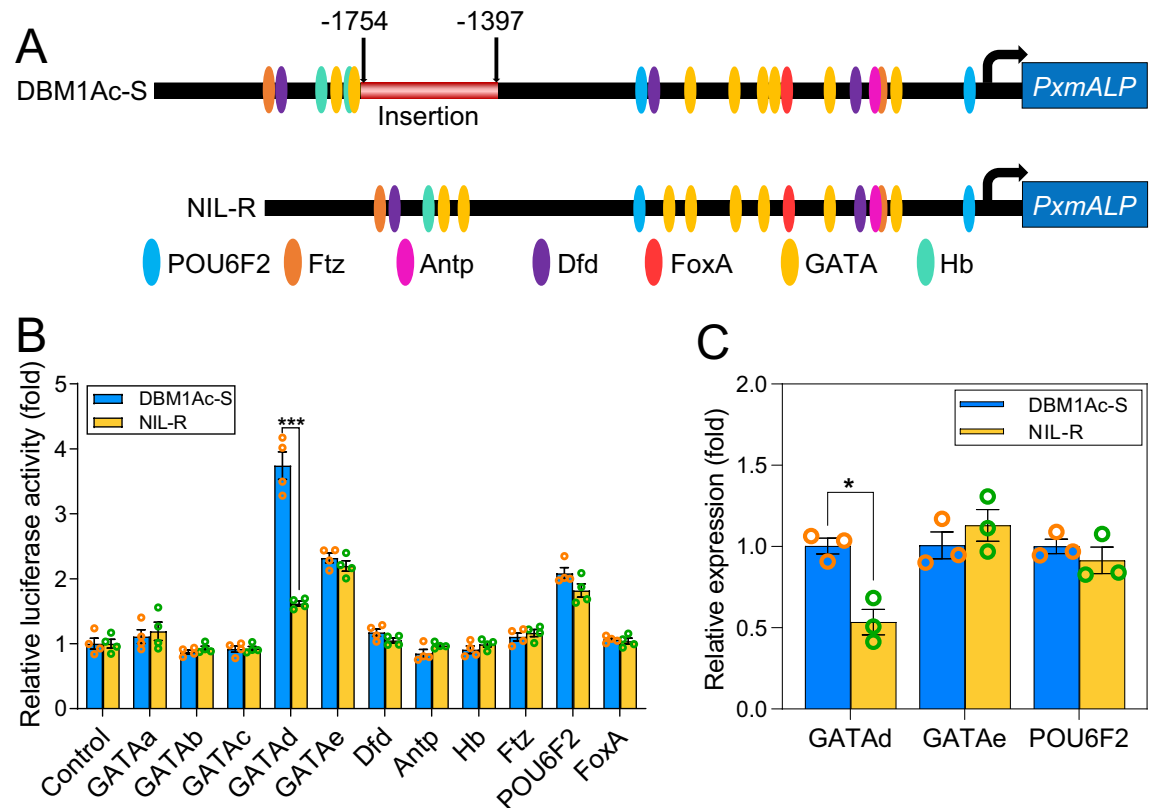 A
-1754
-1397
DBM1Ac-S
Insertion
PxmALP
NIL-R
PxmALP
POU6F2
Ftz
Antp
Dfd
FoxA
GATA
Hb
B
Relative luciferase activity (fold)
5
4
3
2
1
0
DBM1Ac-S
NIL-R
***
Control
GATAa
GATAb
GATAc
GATAd
GATAe
Dfd
Antp
Hb
Ftz
POU6F2
FoxA
C
Relative expression (fold)
2.0
1.5
1.0
0.5
0.0
DBM1Ac-S
NIL-R
*
GATAd
GATAe
POU6F2